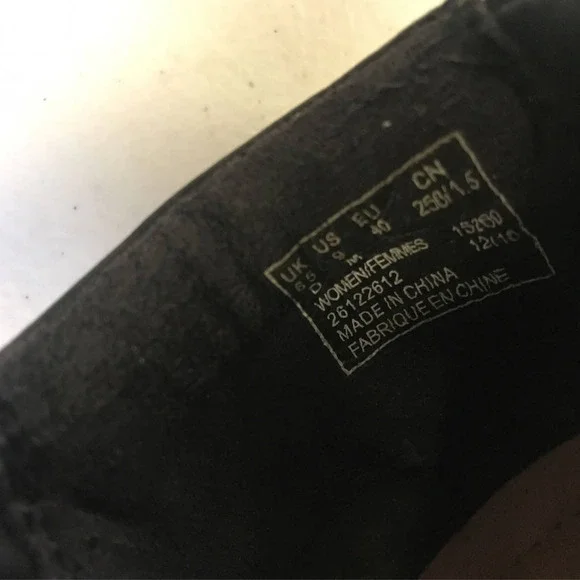 UK US EU CN
6.5 9 40 250/1.5
D M
WOMEN/FEMMES 15260
26122612 12/16
MADE IN CHINA
FABRIQUE EN CHINE